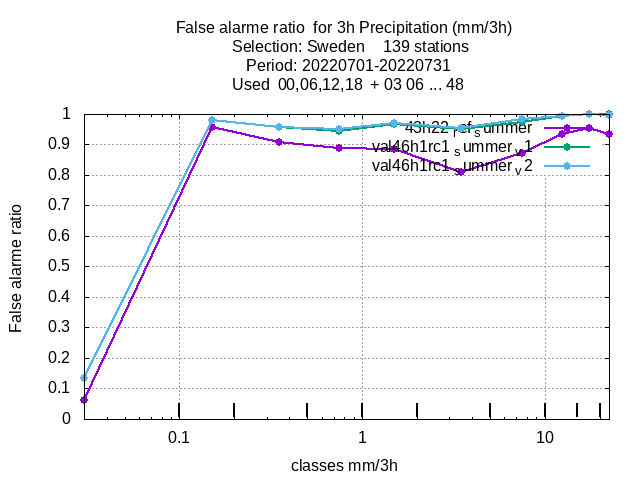 False alarme ratio for 3h Precipitation (mm/3h)
Selection: Sweden 139 stations
Period: 20220701-20220731
Used 00,06,12,18 + 03 06 ... 48
1
0.9
0.8
0.7
0.6
0.5
0.4
0.3
0.2
0.1
0
False alarme ratio
43h22 ref_summer
val46h1rc1_summer_v1
val46h1rc1_summer_v2
0.1 1 10
classes mm/3h